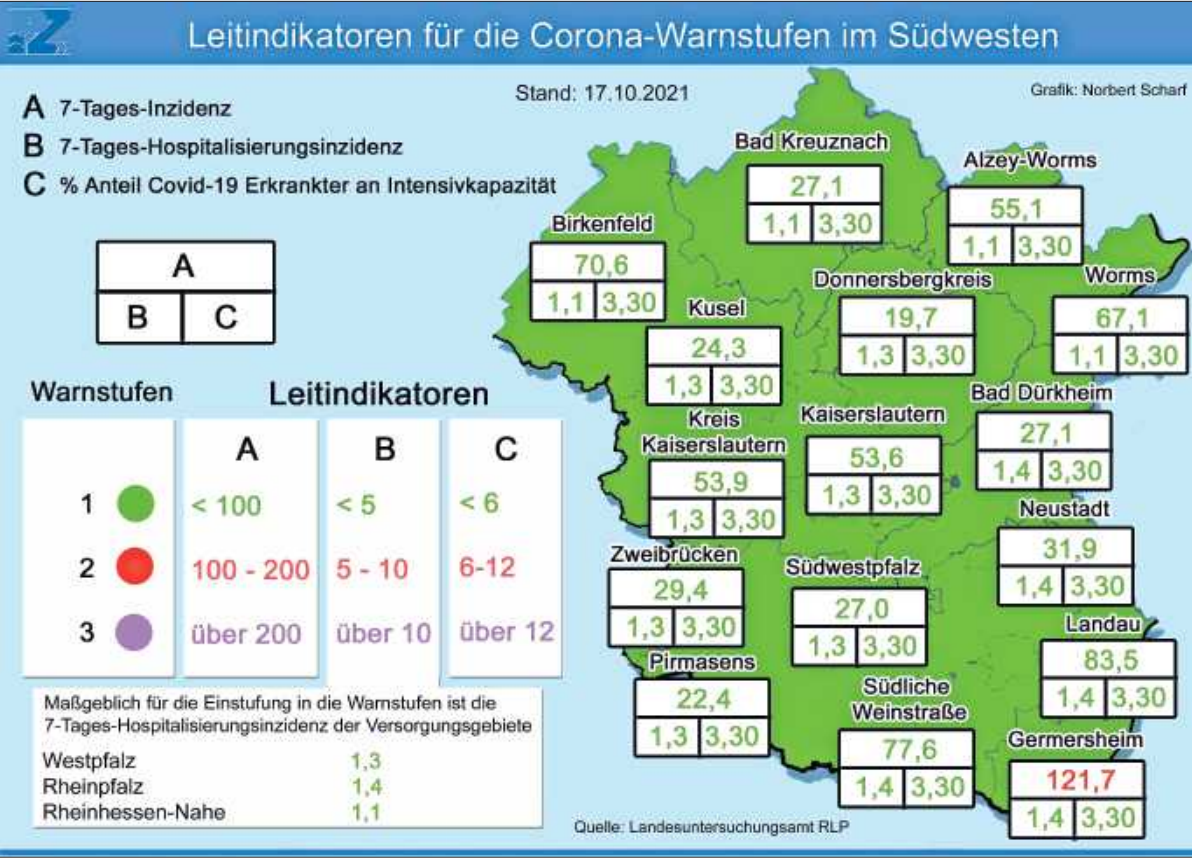 Z
Leitindikatoren für die Corona-Warnstufen im Südwesten
A 7-Tages-Inzidenz
B 7-Tages-Hospitalisierungsinzidenz
C % Anteil Covid-19 Erkrankter an Intensivkapazität
Stand: 17.10.2021
Grafik: Norbert Scharf
A
B C
Warnstufen Leitindikatoren
A B C
1 < 100 < 5 < 6
2 100 - 200 5 - 10 6-12
3 über 200 über 10 über 12
Maßgeblich für die Einstufung in die Warnstufen ist die
7-Tages-Hospitalisierungsinzidenz der Versorgungsgebiete
Westpfalz 1,3
Rheinpfalz 1,4
Rheinhessen-Nahe 1,1
Bad Kreuznach
27,1
1,1 3,30
Alzey-Worms
55,1
1,1 3,30
Birkenfeld
70,6
1,1 3,30
Donnersbergkreis
19,7
1,3 3,30
Worms
67,1
1,1 3,30
Kusel
24,3
1,3 3,30
Bad Dürkheim
27,1
1,4 3,30
Kreis
Kaiserslautern
53,9
1,3 3,30
Kaiserslautern
53,6
1,3 3,30
Neustadt
31,9
1,4 3,30
Zweibrücken
29,4
1,3 3,30
Südwestpfalz
27,0
1,3 3,30
Landau
83,5
1,4 3,30
Pirmasens
22,4
1,3 3,30
Südliche
Weinstraße
77,6
1,4 3,30
Germersheim
121,7
1,4 3,30
Quelle: Landesuntersuchungsamt RLP